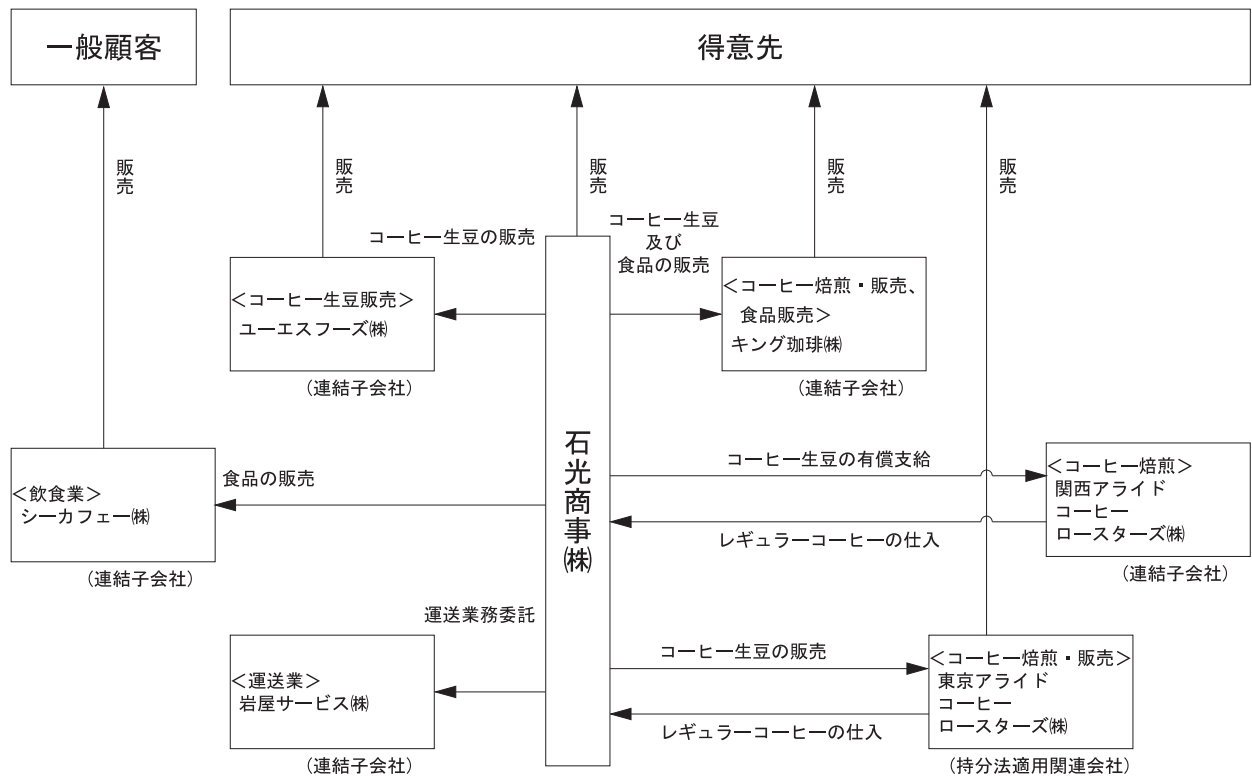 一般顧客
得意先
販売
販売
販売
販売
販売
コーヒー生豆の販売
コーヒー生豆
及び
食品の販売
＜コーヒー生豆販売＞
ユーエスフーズ㈱
（連結子会社）
＜コーヒー焙煎・販売、
食品販売＞
キング珈琲㈱
（連結子会社）
石光商事㈱
食品の販売
＜飲食業＞
シーカフェー㈱
（連結子会社）
コーヒー生豆の有償支給
レギュラーコーヒーの仕入
＜コーヒー焙煎＞
関西アライド
コーヒー
ロースターズ㈱
（連結子会社）
運送業務委託
＜運送業＞
岩屋サービス㈱
（連結子会社）
コーヒー生豆の販売
レギュラーコーヒーの仕入
＜コーヒー焙煎・販売＞
東京アライド
コーヒー
ロースターズ㈱
（持分法適用関連会社）